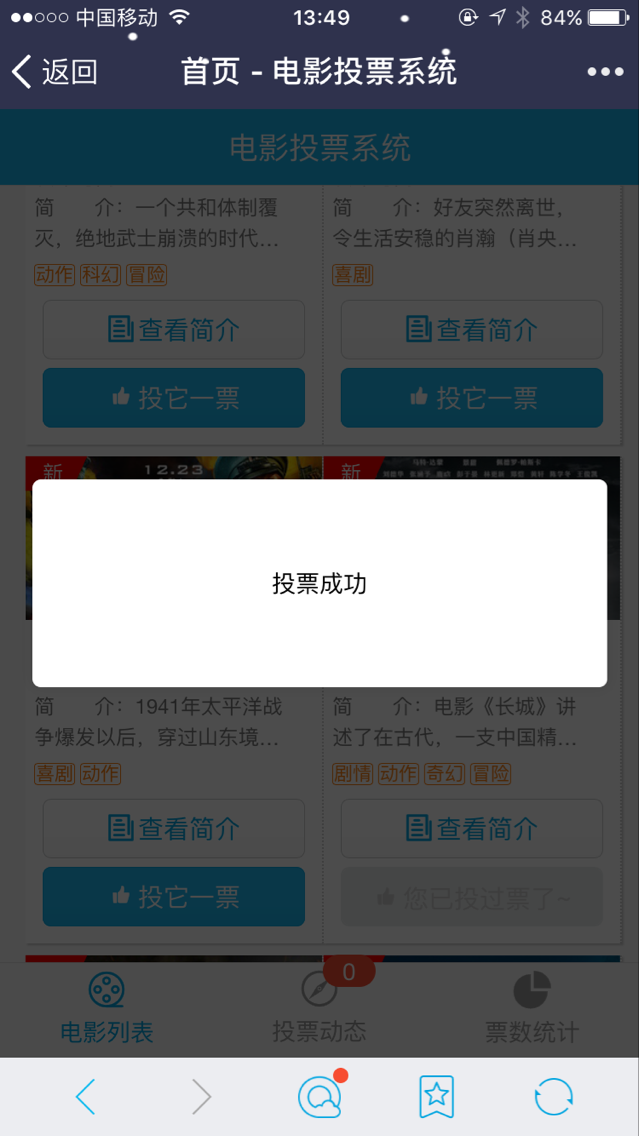 中国移动 13:49 84%
返回 首页 - 电影投票系统
电影投票系统
简 介：一个共和体制覆
灭，绝地武士崩溃的时代...
动作 科幻 冒险
查看简介
投它一票
简 介：好友突然离世，
令生活安稳的肖瀚（肖央...
喜剧
查看简介
投它一票
新 12.23
新
投票成功
简 介：1941年太平洋战
争爆发以后，穿过山东境...
喜剧 动作
查看简介
投它一票
简 介：电影《长城》讲
述了在古代，一支中国精...
剧情 动作 奇幻 冒险
查看简介
您已投过票了~
0
电影列表 投票动态 票数统计